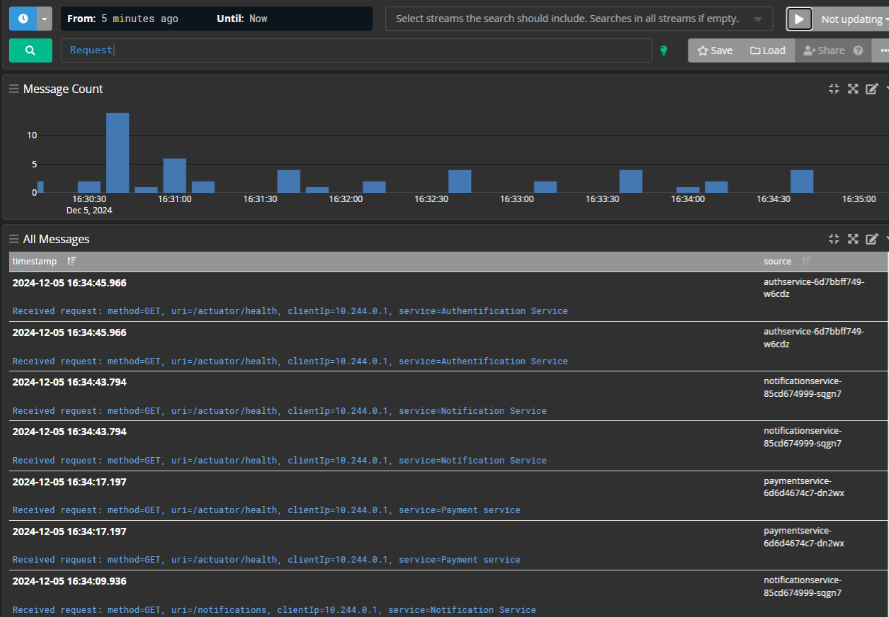 From: 5 minutes ago Until: Now
Select streams the search should include. Searches in all streams if empty.
Not updating
Request
Save Load Share
Message Count
10
5
0
16:30:30 16:31:00 16:31:30 16:32:00 16:32:30 16:33:00 16:33:30 16:34:00 16:34:30 16:35:00
Dec 5, 2024
All Messages
timestamp source
2024-12-05 16:34:45.966 authservice-6d7bbff749-
w6cdz
Received request: method=GET, uri=/actuator/health, clientIp=10.244.0.1, service=Authentification Service
2024-12-05 16:34:45.966 authservice-6d7bbff749-
w6cdz
Received request: method=GET, uri=/actuator/health, clientIp=10.244.0.1, service=Authentification Service
2024-12-05 16:34:43.794 notificationservice-
85cd674999-sqgn7
Received request: method=GET, uri=/actuator/health, clientIp=10.244.0.1, service=Notification Service
2024-12-05 16:34:43.794 notificationservice-
85cd674999-sqgn7
Received request: method=GET, uri=/actuator/health, clientIp=10.244.0.1, service=Notification Service
2024-12-05 16:34:17.197 paymentservice-
6d6d4674c7-dn2wx
Received request: method=GET, uri=/actuator/health, clientIp=10.244.0.1, service=Payment service
2024-12-05 16:34:17.197 paymentservice-
6d6d4674c7-dn2wx
Received request: method=GET, uri=/actuator/health, clientIp=10.244.0.1, service=Payment service
2024-12-05 16:34:09.936 notificationservice-
85cd674999-sqgn7
Received request: method=GET, uri=/notifications, clientIp=10.244.0.1, service=Notification Service